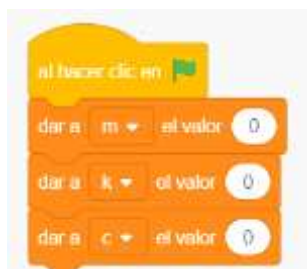 al hacer clic en
dar a m el valor 0
dar a k el valor 0
dar a c el valor 0